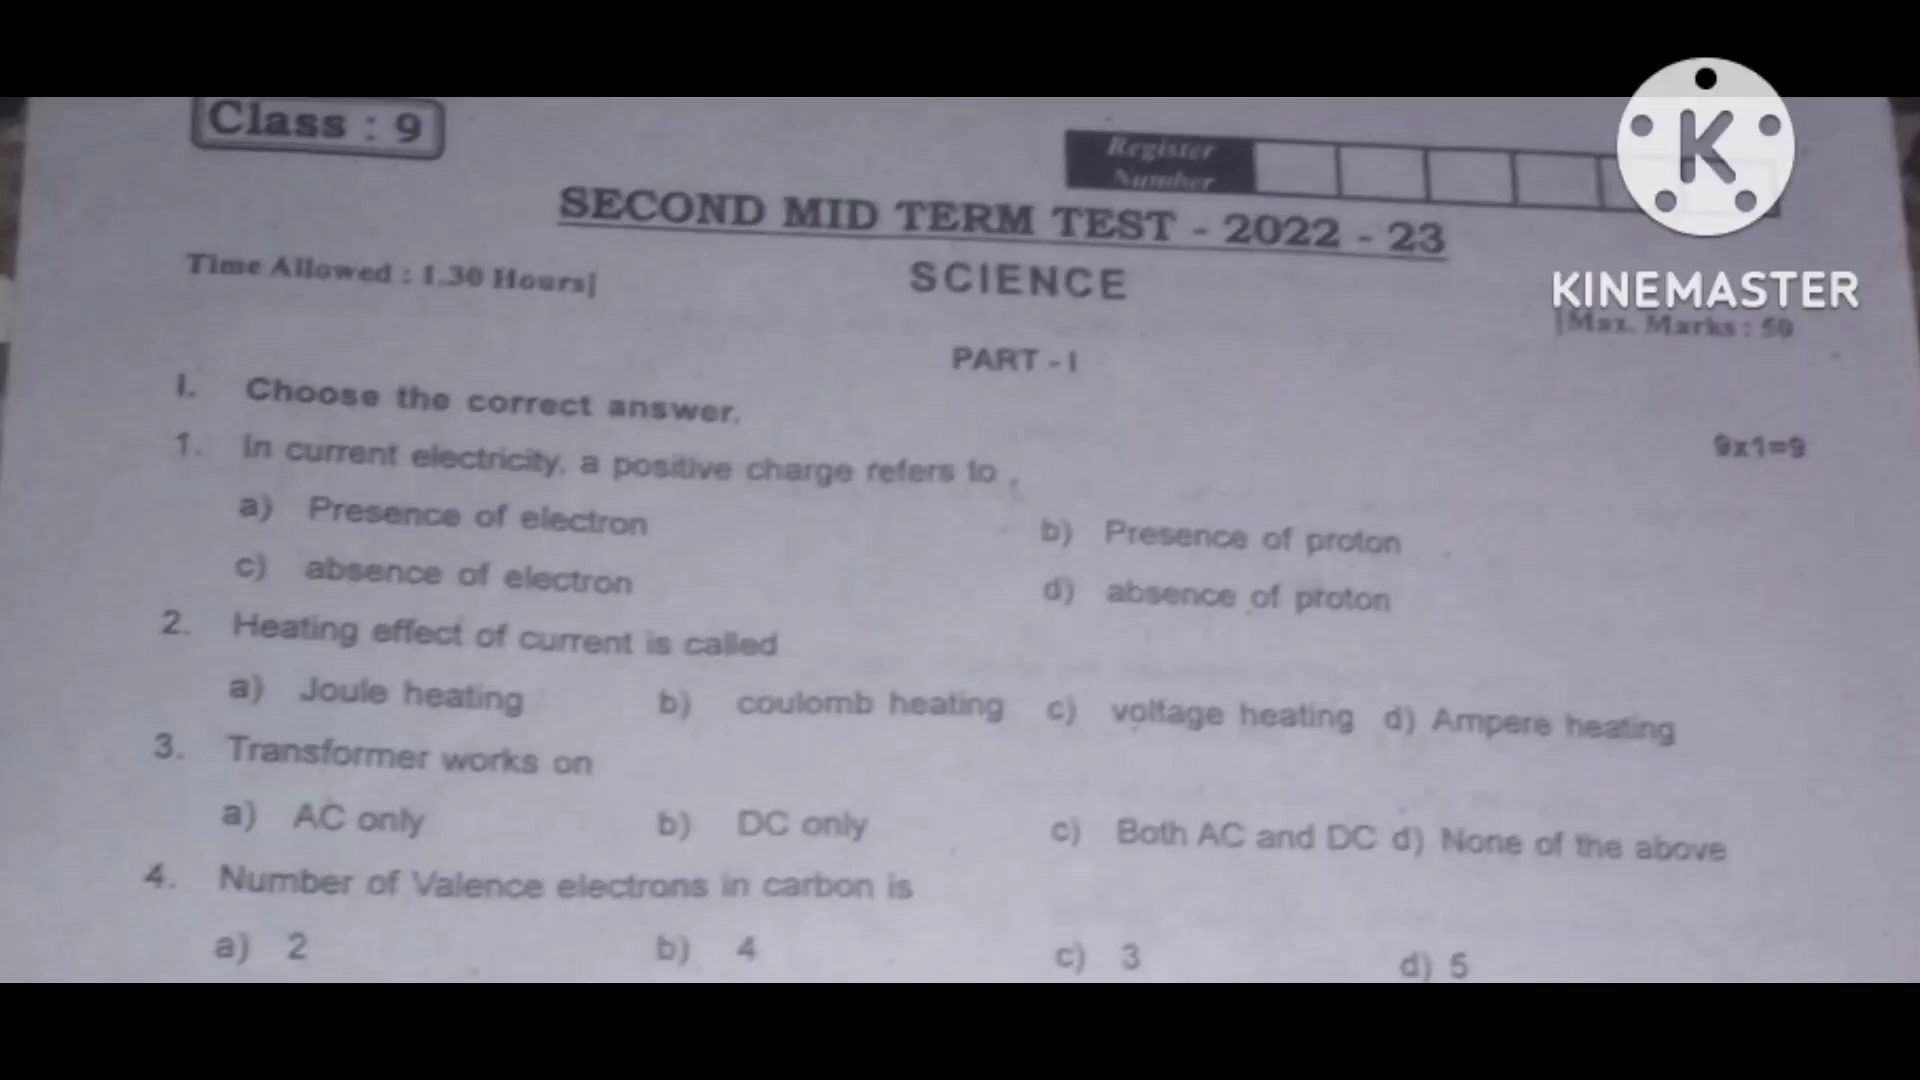 Class : 9
Register
Number
K
KINEMASTER
SECOND MID TERM TEST - 2022 - 23
Time Allowed : 1.30 Hours]
SCIENCE
[Max. Marks : 50
PART - I
I. Choose the correct answer.
9x1=9
1. In current electricity, a positive charge refers to .
a) Presence of electron b) Presence of proton
c) absence of electron d) absence of proton
2. Heating effect of current is called
a) Joule heating b) coulomb heating c) voltage heating d) Ampere heating
3. Transformer works on
a) AC only b) DC only c) Both AC and DC d) None of the above
4. Number of Valence electrons in carbon is
a) 2 b) 4 c) 3 d) 5